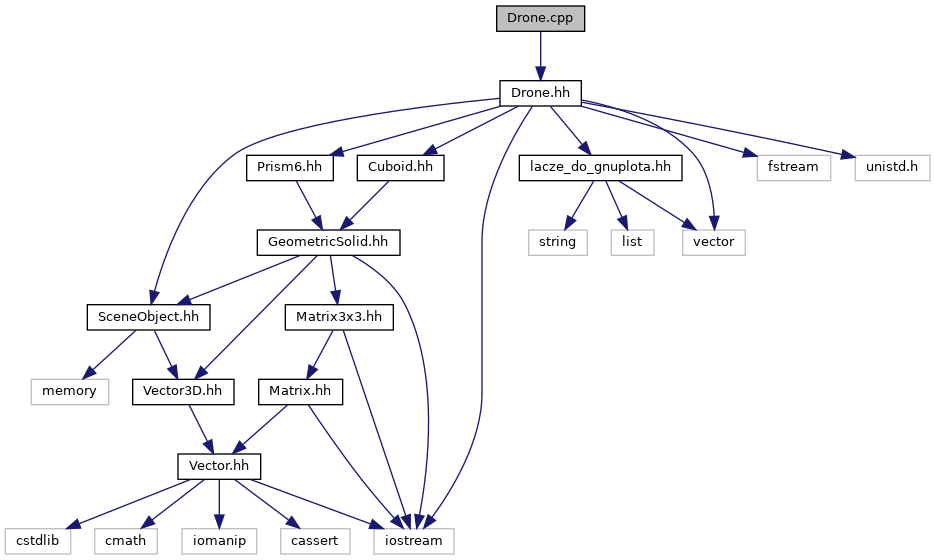 Drone.cpp
Drone.hh
Prism6.hh
Cuboid.hh
lacze_do_gnuplota.hh
fstream
unistd.h
GeometricSolid.hh
string
list
vector
SceneObject.hh
Matrix3x3.hh
memory
Vector3D.hh
Matrix.hh
Vector.hh
cstdlib
cmath
iomanip
cassert
iostream